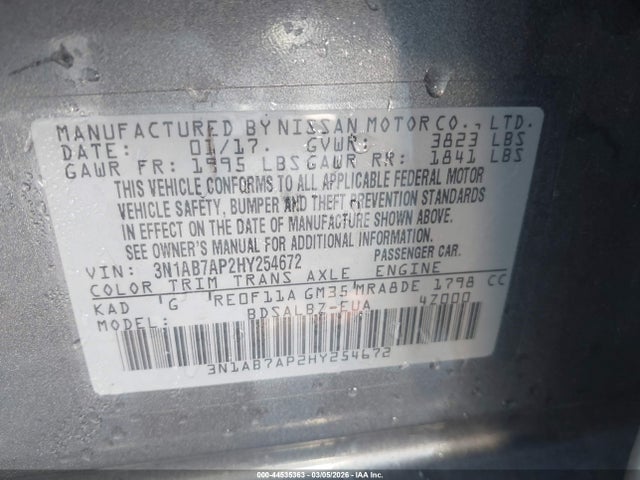 MANUFACTURED BY NISSAN MOTOR CO., LTD.
DATE: 01/17. GVWR: 3823 LBS
GAWR FR: 1995 LBS GAWR RR: 1841 LBS
THIS VEHICLE CONFORMS TO ALL APPLICABLE FEDERAL MOTOR
VEHICLE SAFETY, BUMPER AND THEFT PREVENTION STANDARDS
IN EFFECT ON THE DATE OF MANUFACTURE SHOWN ABOVE.
SEE OWNER'S MANUAL FOR ADDITIONAL INFORMATION.
VIN: 3N1AB7AP2HY254672 PASSENGER CAR.
COLOR TRIM TRANS AXLE ENGINE
KAD G RE0F11A GM35 MRA8DE 1798 CC
MODEL: BDSALBZ-EUA 47000
3N1AB7AP2HY254672
000-44535363 | 03/05/2026 | IAA Inc.